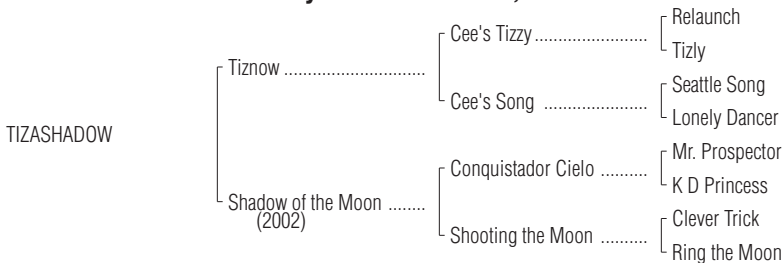 Relaunch
Cee's Tizzy
Tizly
Tiznow
Seattle Song
Cee's Song
Lonely Dancer
TIZASHADOW
Mr. Prospector
Conquistador Cielo
K D Princess
Shadow of the Moon
(2002)
Clever Trick
Shooting the Moon
Ring the Moon